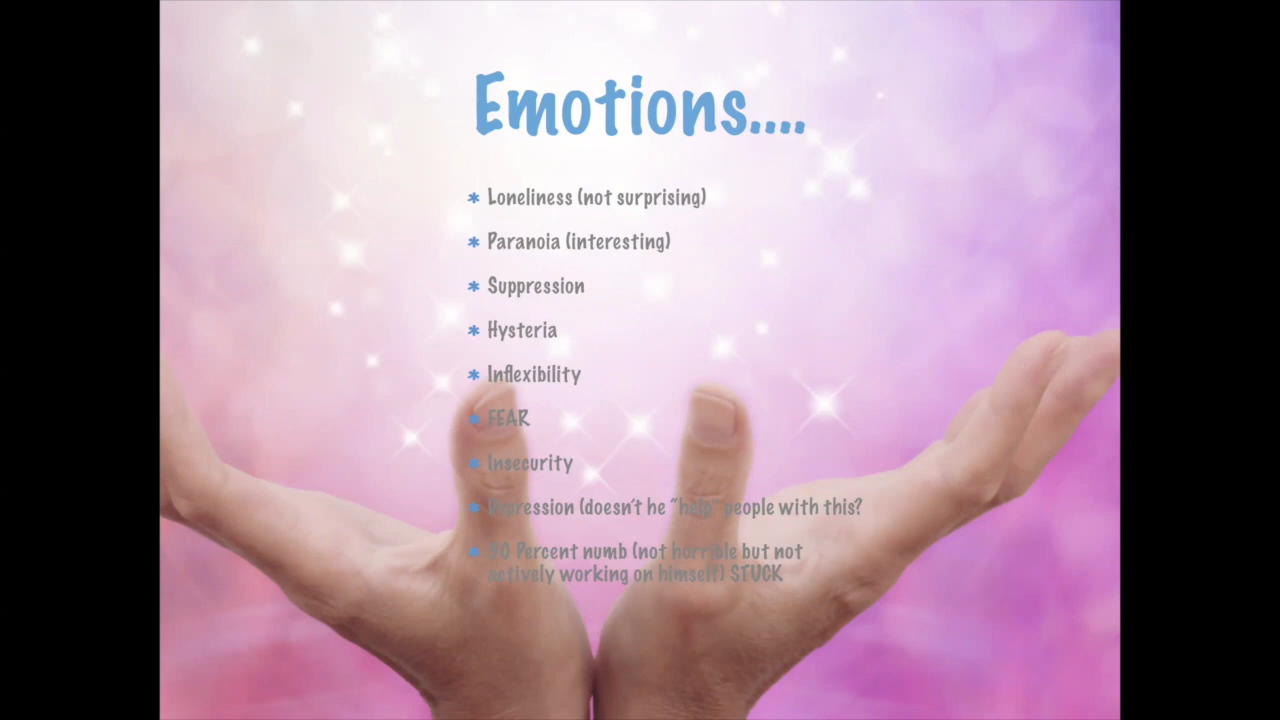 Emotions....
* Loneliness (not surprising)
* Paranoia (interesting)
* Suppression
* Hysteria
* Inflexibility
* FEAR
* Insecurity
* Depression (doesn't he "help" people with this?
* 90 Percent numb (not horrible but not
actively working on himself) STUCK